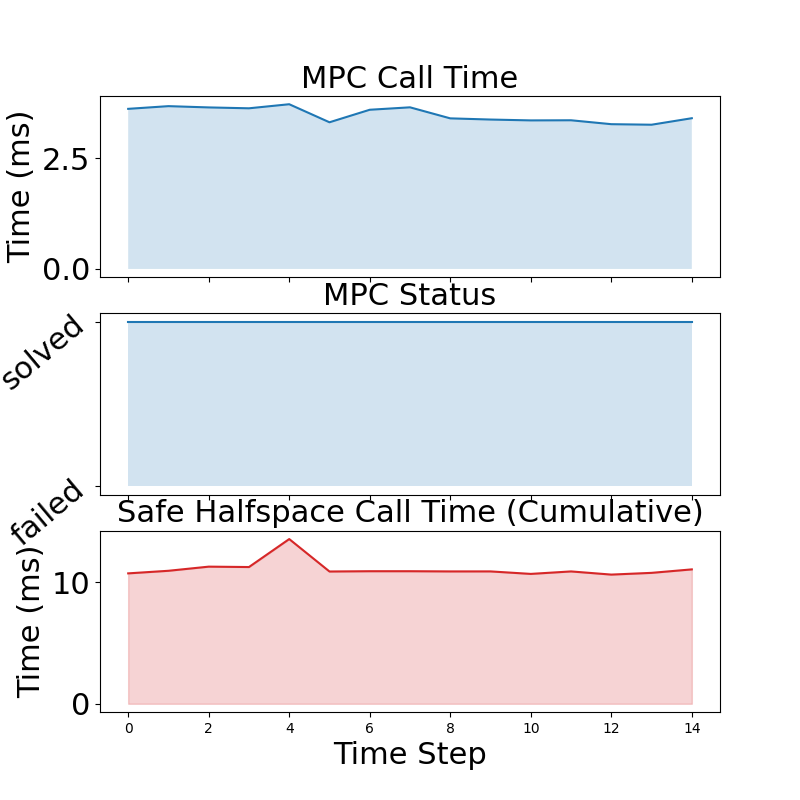 MPC Call Time
Time (ms)
2.5
0.0
MPC Status
solved
failed
Safe Halfspace Call Time (Cumulative)
Time (ms)
10
0
0 2 4 6 8 10 12 14
Time Step